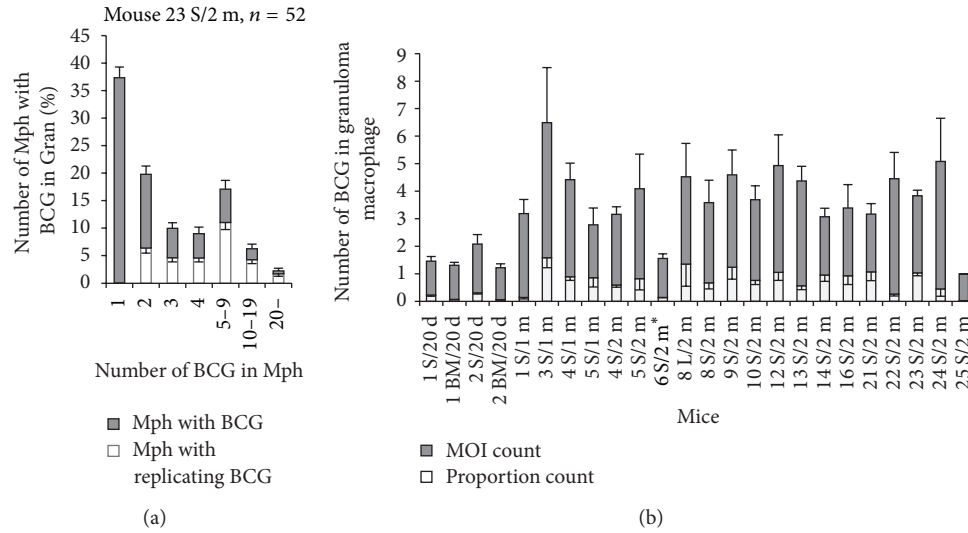 Mouse 23 S/2 m, n = 52
Number of Mph with
BCG in Gran (%)
45
40
35
30
25
20
15
10
5
0
1
2
3
4
5–9
10–19
20–
Number of BCG in Mph
Mph with BCG
Mph with
replicating BCG
(a)
Number of BCG in granuloma
macrophage
9
8
7
6
5
4
3
2
1
0
1 S/20 d
1 BM/20 d
2 S/20 d
2 BM/20 d
1 S/1 m
3 S/1 m
4 S/1 m
5 S/1 m
4 S/2 m
5 S/2 m
6 S/2 m*
8 L/2 m
8 S/2 m
9 S/2 m
10 S/2 m
12 S/2 m
13 S/2 m
14 S/2 m
16 S/2 m
21 S/2 m
22 S/2 m
23 S/2 m
24 S/2 m
25 S/2 m
Mice
MOI count
Proportion count
(b)